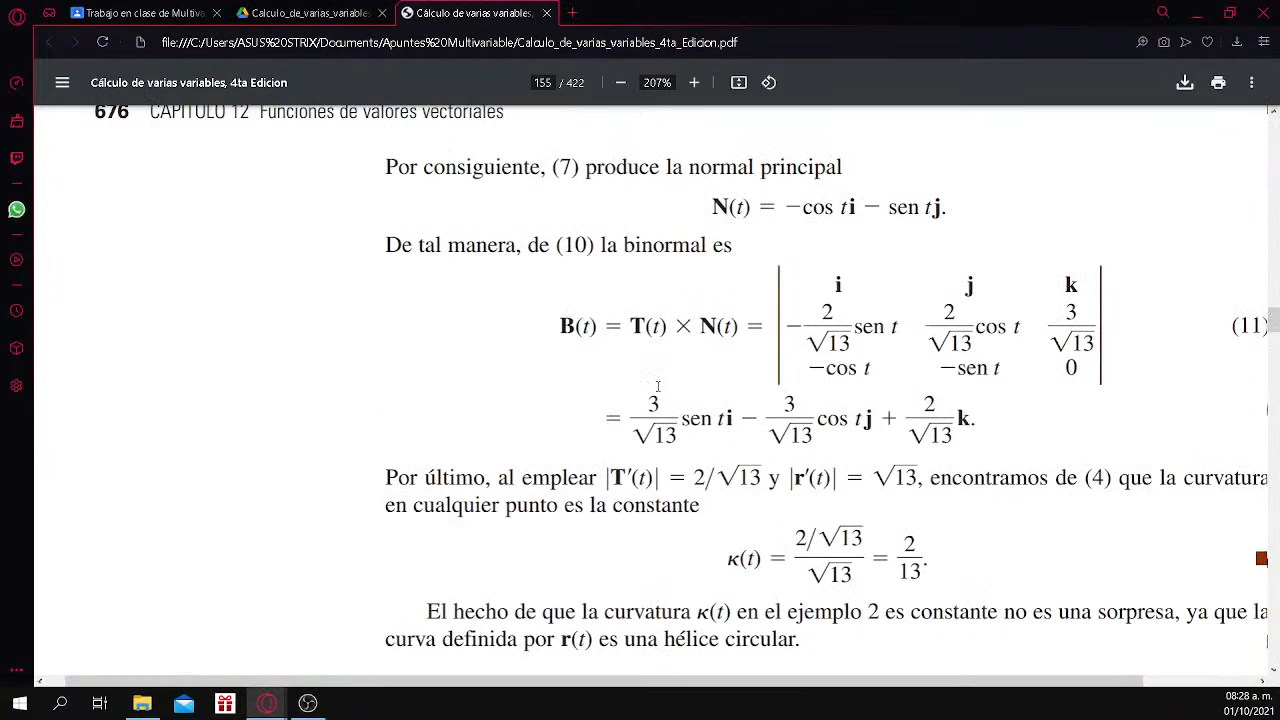 Trabajo en clase de Multiva
Calculo_de_varias_variables_
Cálculo de varias variables,
file:///C:/Users/ASUS%20STRIX/Documents/Apuntes%20Multivariable/Calculo_de_varias_variables_4ta_Edicion.pdf
Cálculo de varias variables, 4ta Edicion
155 / 422
207%
676 CAPÍTULO 12 Funciones de valores vectoriales
Por consiguiente, (7) produce la normal principal
N(t) = −cos ti − sen tj.
De tal manera, de (10) la binormal es
B(t) = T(t) × N(t) = | i j k; −2/√13 sen t 2/√13 cos t 3/√13; −cos t −sen t 0 | (11)
= 3/√13 sen ti − 3/√13 cos tj + 2/√13 k.
Por último, al emplear |T′(t)| = 2/√13 y |r′(t)| = √13, encontramos de (4) que la curvatura
en cualquier punto es la constante
κ(t) = (2/√13)/√13 = 2/13.
El hecho de que la curvatura κ(t) en el ejemplo 2 es constante no es una sorpresa, ya que la
curva definida por r(t) es una hélice circular.
08:28 a. m.
01/10/2021